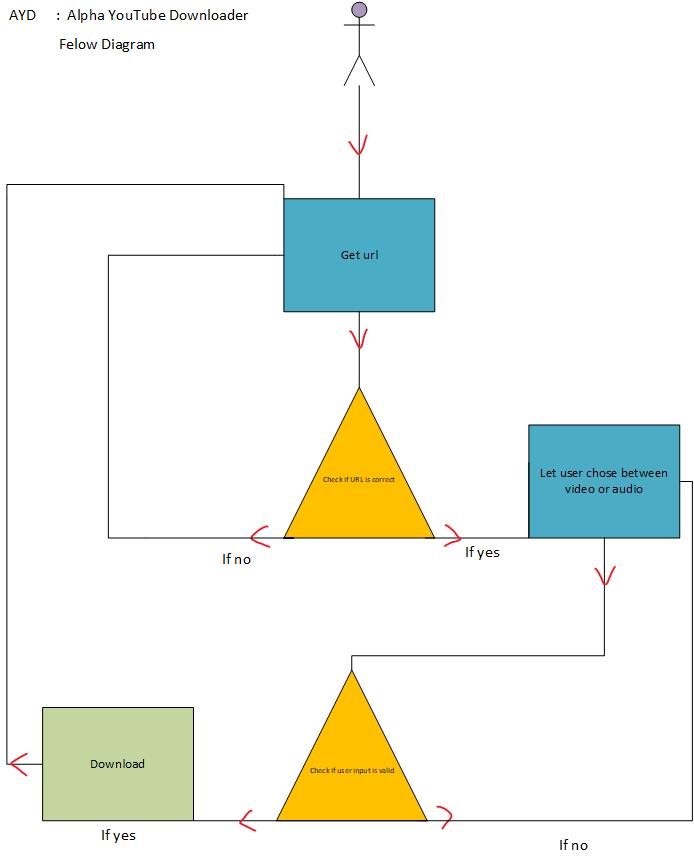 AYD : Alpha YouTube Downloader
Felow Diagram
Get url
Check if URL is correct
Let user chose between
video or audio
If no
If yes
Download
Check if user input is valid
If yes
If no